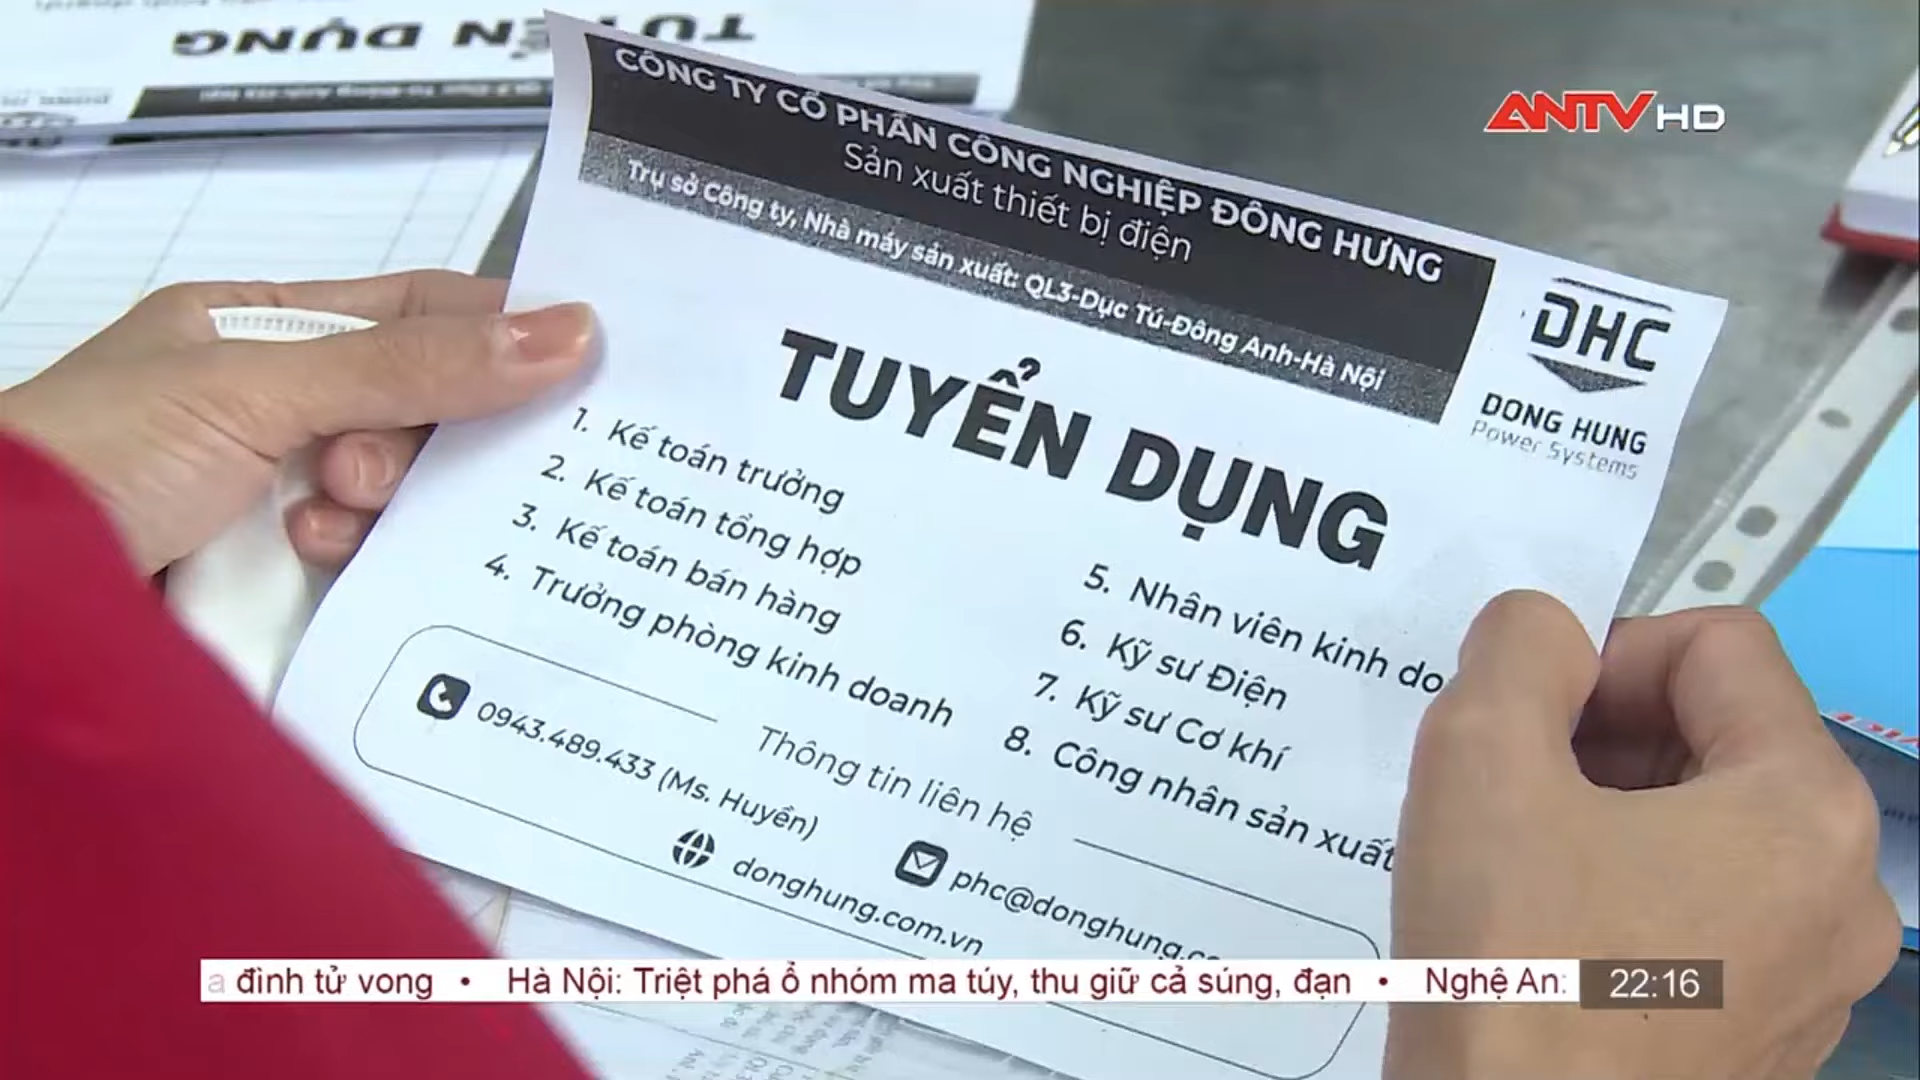 TUYỂN DỤNG
ANTV HD
CÔNG TY CỔ PHẦN CÔNG NGHIỆP ĐÔNG HƯNG
Sản xuất thiết bị điện
Trụ sở Công ty, Nhà máy sản xuất: QL3-Dục Tú-Đông Anh-Hà Nội
DHC
DONG HUNG
Power Systems
TUYỂN DỤNG
1. Kế toán trưởng
2. Kế toán tổng hợp
3. Kế toán bán hàng
4. Trưởng phòng kinh doanh
5. Nhân viên kinh do
6. Kỹ sư Điện
7. Kỹ sư Cơ khí
8. Công nhân sản xuất
Thông tin liên hệ
0943.489.433 (Ms. Huyền)
phc@donghung.c
donghung.com.vn
a đình tử vong • Hà Nội: Triệt phá ổ nhóm ma túy, thu giữ cả súng, đạn • Nghệ An:
22:16